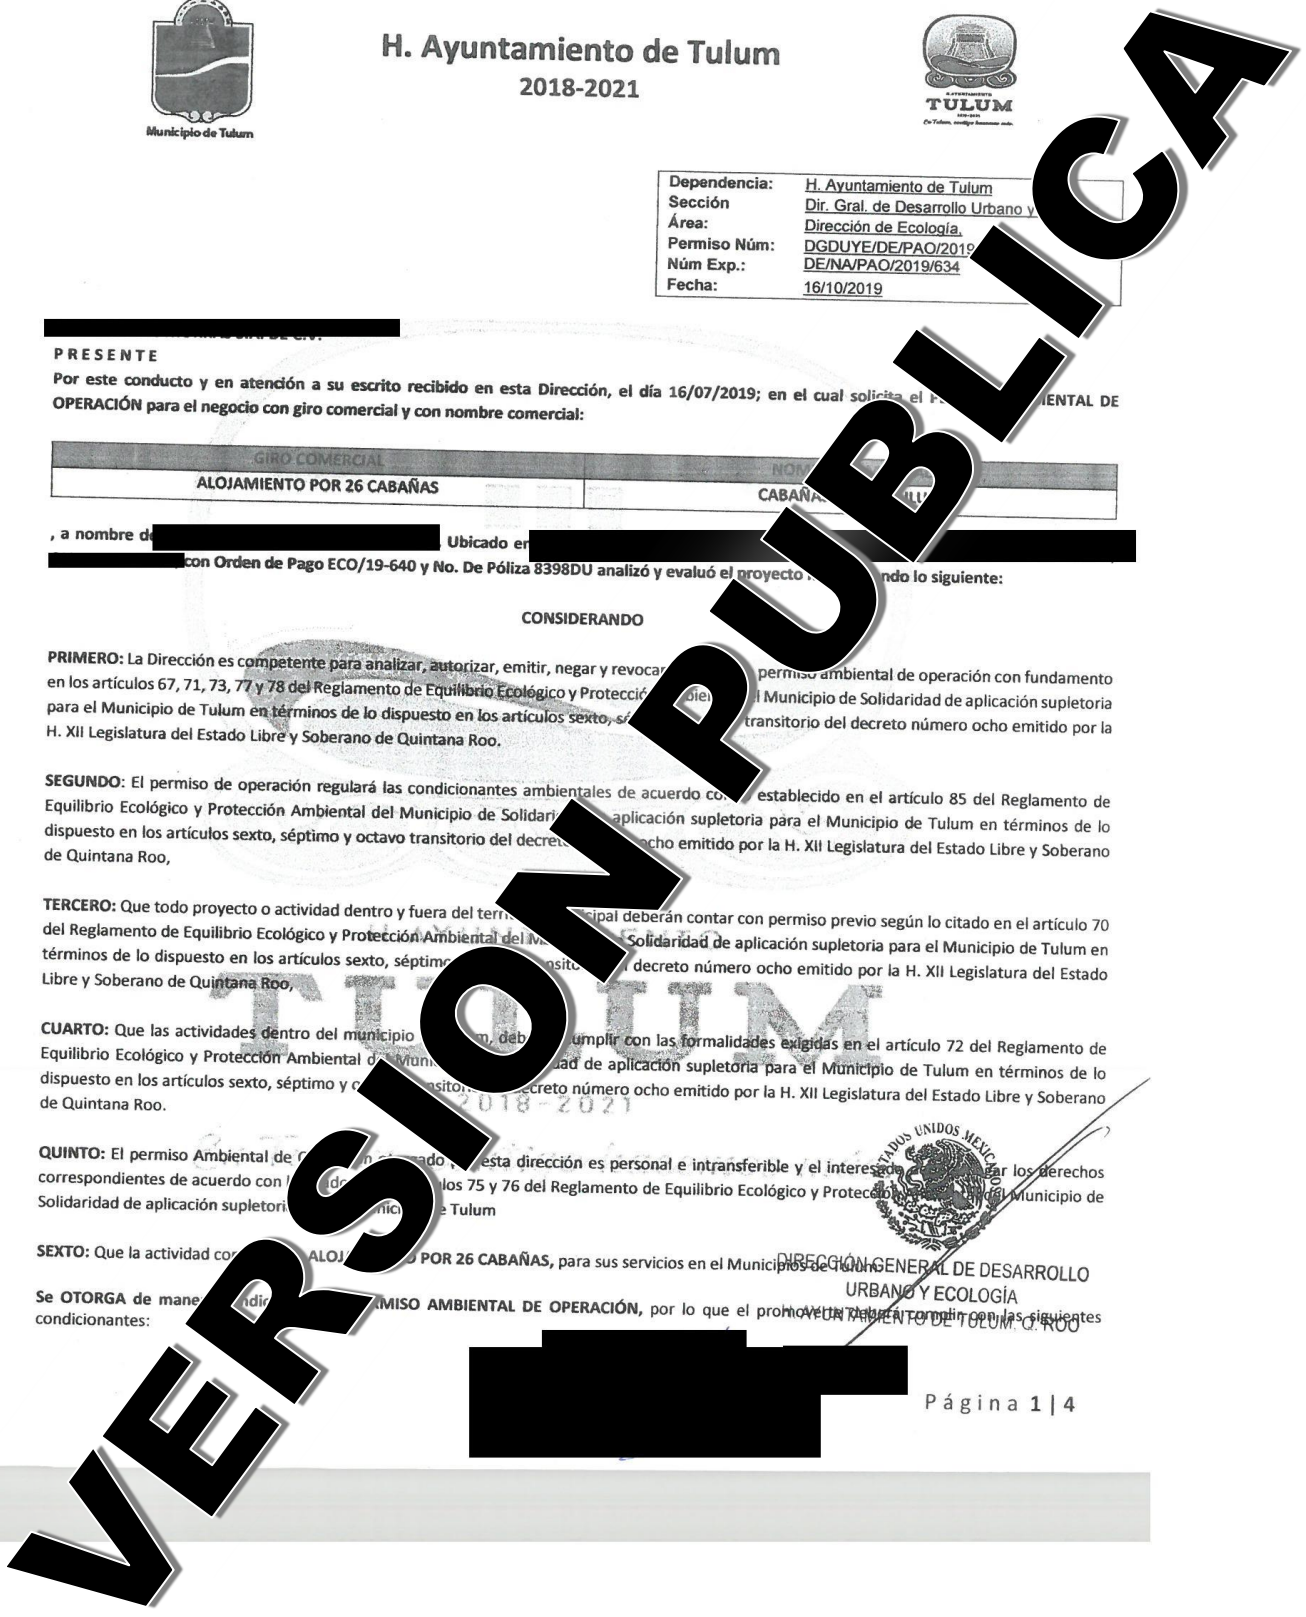 H. Ayuntamiento de Tulum
2018-2021
Municipio de Tulum
H. AYUNTAMIENTO
TULUM
2018-2021
Dependencia: H. Ayuntamiento de Tulum
Sección Dir. Gral. de Desarrollo Urbano y
Área: Dirección de Ecología,
Permiso Núm: DGDUYE/DE/PAO/2019
Núm Exp.: DE/NA/PAO/2019/634
Fecha: 16/10/2019
PRESENTE
Por este conducto y en atención a su escrito recibido en esta Dirección, el día 16/07/2019; en el cual solicita el
OPERACIÓN para el negocio con giro comercial y con nombre comercial:
GIRO COMERCIAL
ALOJAMIENTO POR 26 CABAÑAS
, a nombre Ubicado en
con Orden de Pago ECO/19-640 y No. De Póliza 8398DU analizó y evaluó el proyecto lo siguiente:
CONSIDERANDO
PRIMERO: La Dirección es competente para analizar, autorizar, emitir, negar y revocar permiso ambiental de operación con fundamento
en los artículos 67, 71, 73, 77 y 78 del Reglamento de Equilibrio Ecológico y Protección Municipio de Solidaridad de aplicación supletoria
para el Municipio de Tulum en términos de lo dispuesto en los artículos sexto, transitorio del decreto número ocho emitido por la
H. XII Legislatura del Estado Libre y Soberano de Quintana Roo.
SEGUNDO: El permiso de operación regulará las condicionantes ambientales de acuerdo establecido en el artículo 85 del Reglamento de
Equilibrio Ecológico y Protección Ambiental del Municipio de aplicación supletoria para el Municipio de Tulum en términos de lo
dispuesto en los artículos sexto, séptimo y octavo transitorio del ocho emitido por la H. XII Legislatura del Estado Libre y Soberano
de Quintana Roo,
TERCERO: Que todo proyecto o actividad dentro y fuera del deberán contar con permiso previo según lo citado en el artículo 70
del Reglamento de Equilibrio Ecológico y Protección Ambiental del Solidaridad de aplicación supletoria para el Municipio de Tulum en
términos de lo dispuesto en los artículos sexto, decreto número ocho emitido por la H. XII Legislatura del Estado
Libre y Soberano de Quintana Roo,
CUARTO: Que las actividades dentro del municipio cumplir con las formalidades exigidas en el artículo 72 del Reglamento de
Equilibrio Ecológico y Protección Ambiental de aplicación supletoria para el Municipio de Tulum en términos de lo
dispuesto en los artículos sexto, séptimo y decreto número ocho emitido por la H. XII Legislatura del Estado Libre y Soberano
de Quintana Roo.
2018-2021
QUINTO: El permiso Ambiental de esta dirección es personal e intransferible y el los derechos
correspondientes de acuerdo con 75 y 76 del Reglamento de Equilibrio Ecológico y Municipio de
Solidaridad de aplicación Tulum
SEXTO: Que la actividad POR 26 CABAÑAS, para sus servicios en el Municipio de Tulum.
Se OTORGA de AMBIENTAL DE OPERACIÓN, por lo que el promovente deberá cumplir con las siguientes
condicionantes:
ESTADOS UNIDOS MEXICANOS
DIRECCIÓN GENERAL DE DESARROLLO
URBANO Y ECOLOGÍA
H. AYUNTAMIENTO DE TULUM. Q. ROO
Página 1 | 4
VERSION PUBLICA